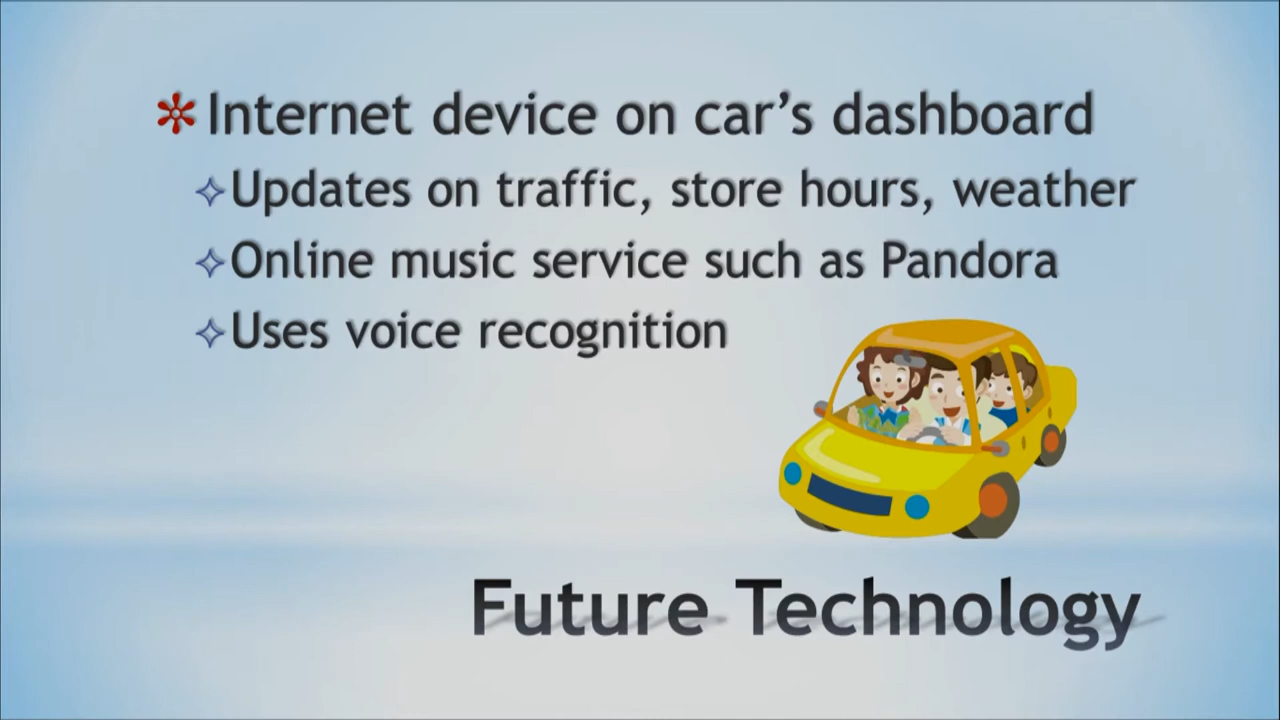 Internet device on car’s dashboard
Updates on traffic, store hours, weather
Online music service such as Pandora
Uses voice recognition
Future Technology